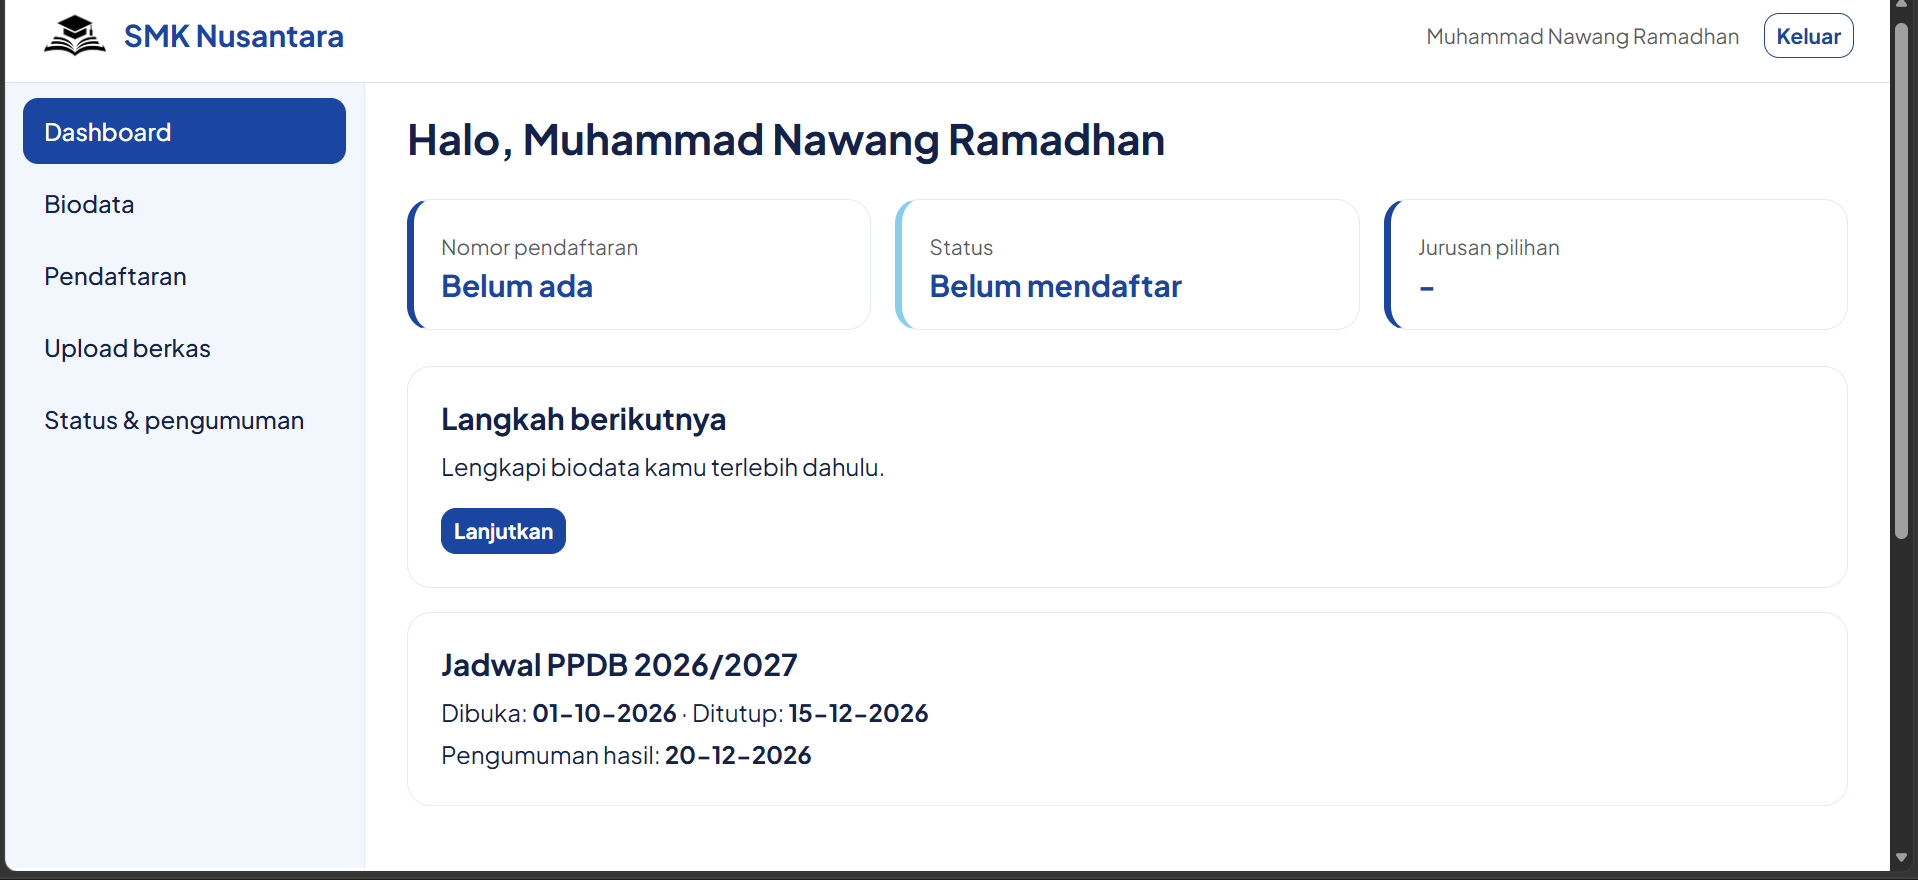 SMK Nusantara
Muhammad Nawang Ramadhan
Keluar
Dashboard
Biodata
Pendaftaran
Upload berkas
Status & pengumuman
Halo, Muhammad Nawang Ramadhan
Nomor pendaftaran
Belum ada
Status
Belum mendaftar
Jurusan pilihan
-
Langkah berikutnya
Lengkapi biodata kamu terlebih dahulu.
Lanjutkan
Jadwal PPDB 2026/2027
Dibuka: 01-10-2026 · Ditutup: 15-12-2026
Pengumuman hasil: 20-12-2026